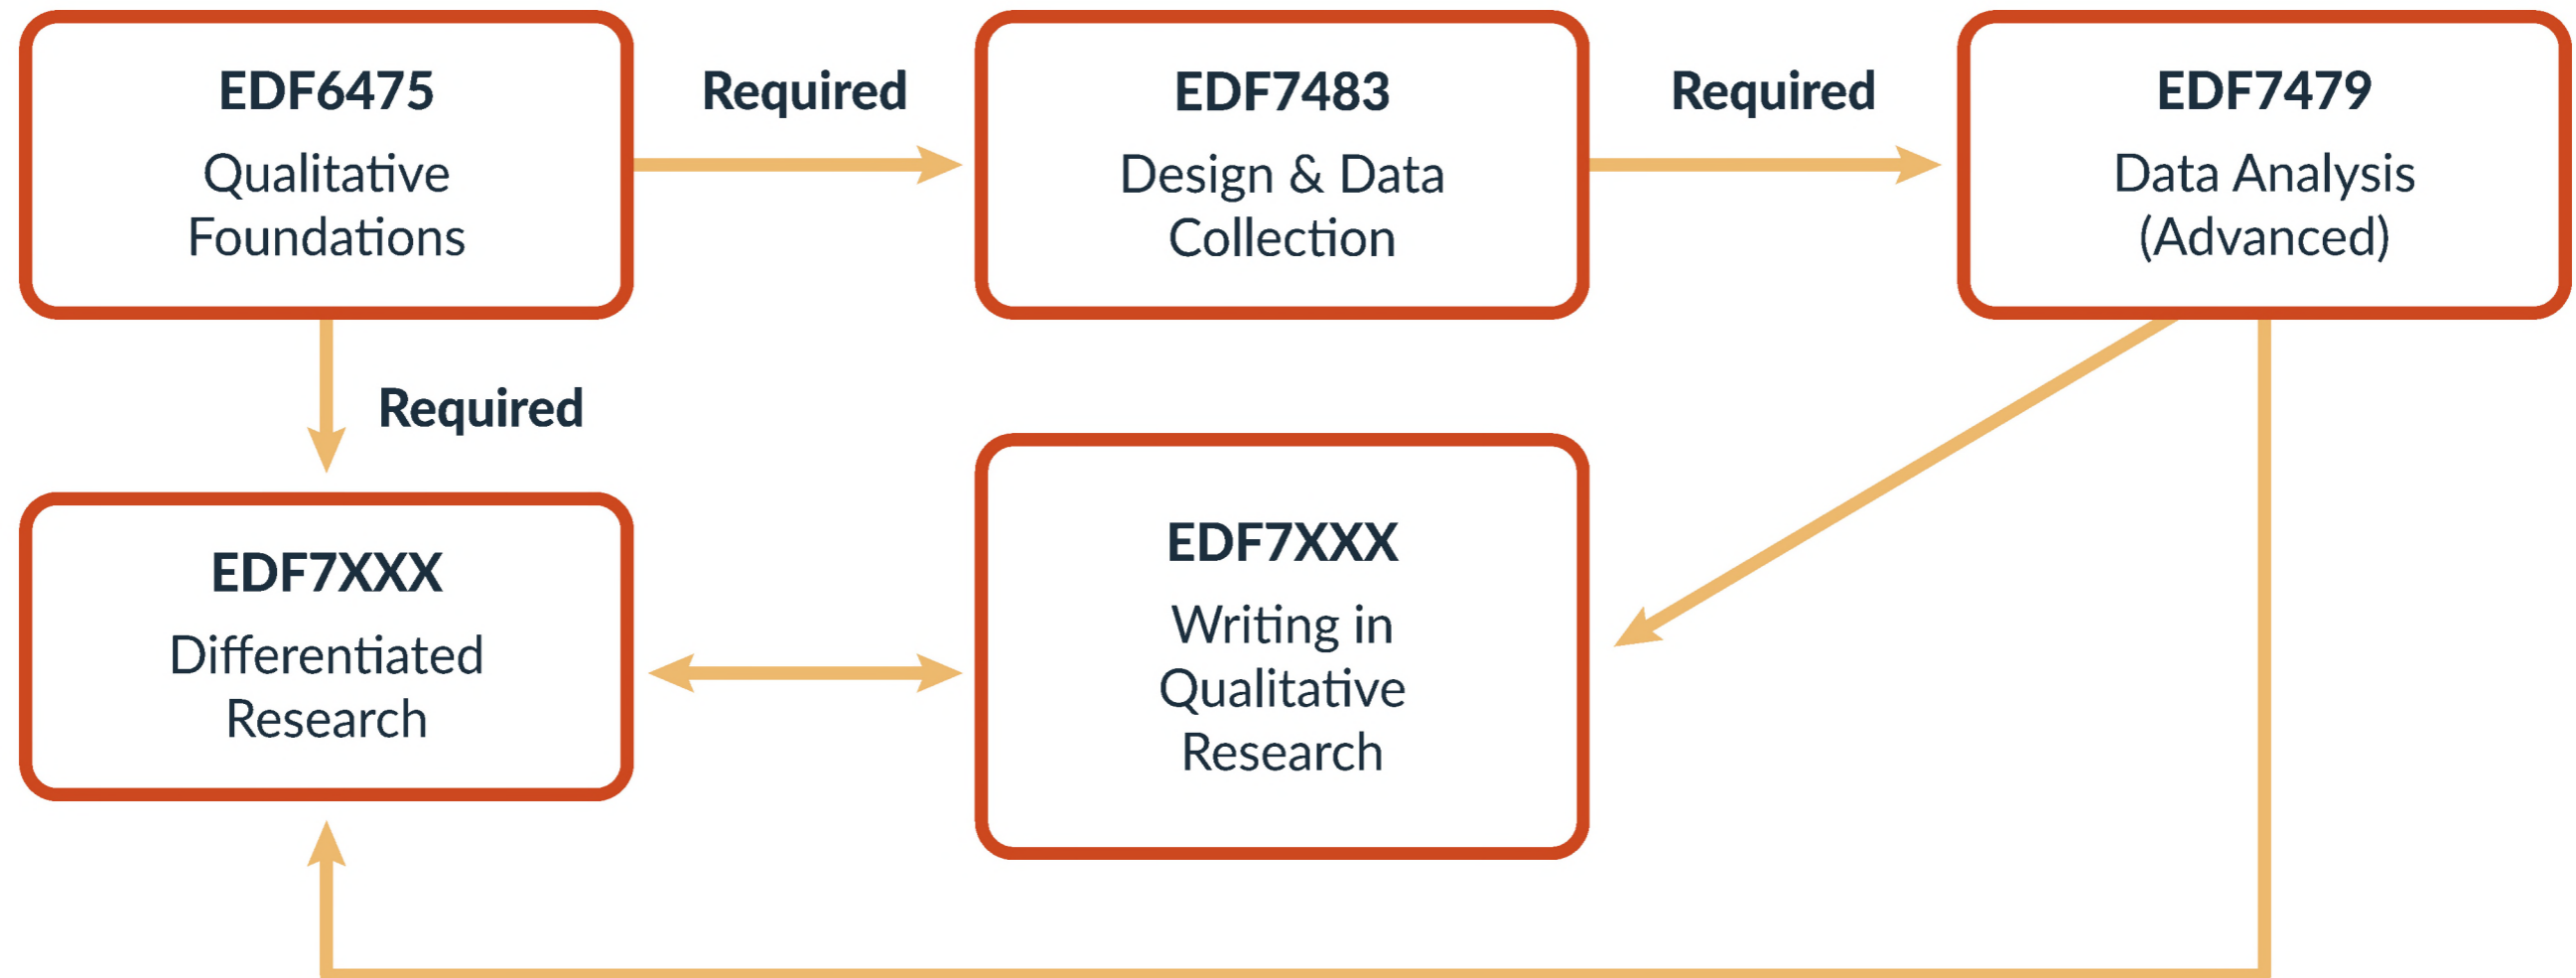 EDF6475
Qualitative
Foundations
Required
EDF7483
Design & Data
Collection
Required
EDF7479
Data Analysis
(Advanced)
Required
EDF7XXX
Differentiated
Research
EDF7XXX
Writing in
Qualitative
Research